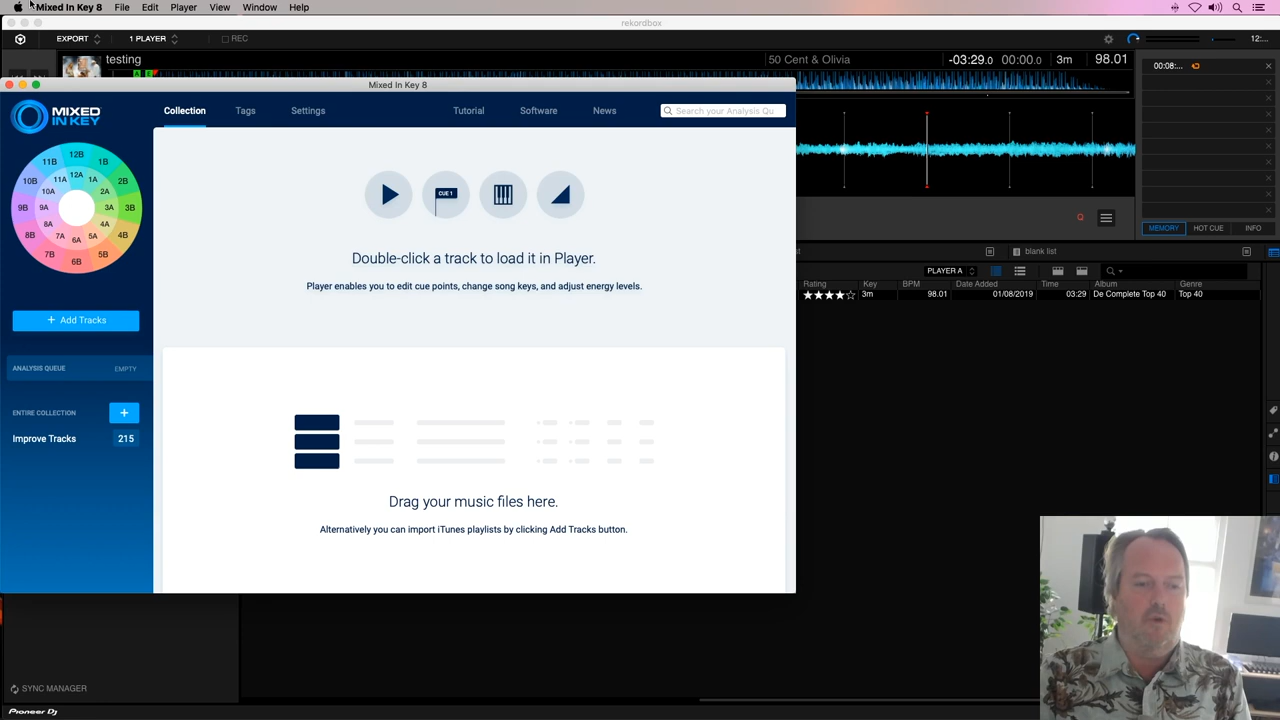 Mixed In Key 8 File Edit Player View Window Help
rekordbox
EXPORT 1 PLAYER REC 12:...
testing 50 Cent & Olivia -03:29.0 00:00.0 3m 98.01 00:08:...
Mixed In Key 8
MIXED IN KEY
Collection Tags Settings Tutorial Software News Search your Analysis Qu
12B
11B 1B
12A
11A 1A
10B 2B
10A 2A
9B 9A 3A 3B
8A 4A
8B 4B
7A 5A
6A
7B 5B
6B
CUE 1
Double-click a track to load it in Player.
Player enables you to edit cue points, change song keys, and adjust energy levels.
+ Add Tracks
ANALYSIS QUEUE EMPTY
ENTIRE COLLECTION +
Improve Tracks 215
Drag your music files here.
Alternatively you can import iTunes playlists by clicking Add Tracks button.
Q
MEMORY HOT CUE INFO
blank list
PLAYER A
Rating Key BPM Date Added Time Album Genre
★★★★☆ 3m 98.01 01/08/2019 03:29 De Complete Top 40 Top 40
SYNC MANAGER
Pioneer Dj